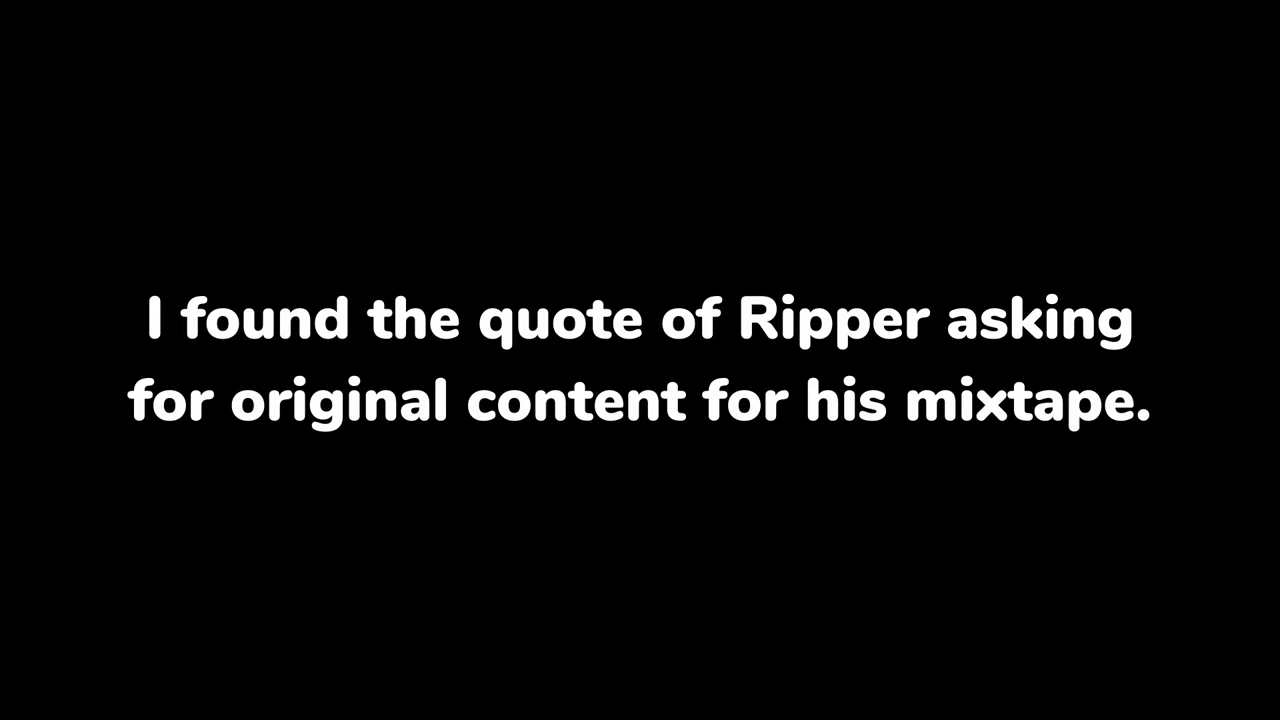 I found the quote of Ripper asking
for original content for his mixtape.